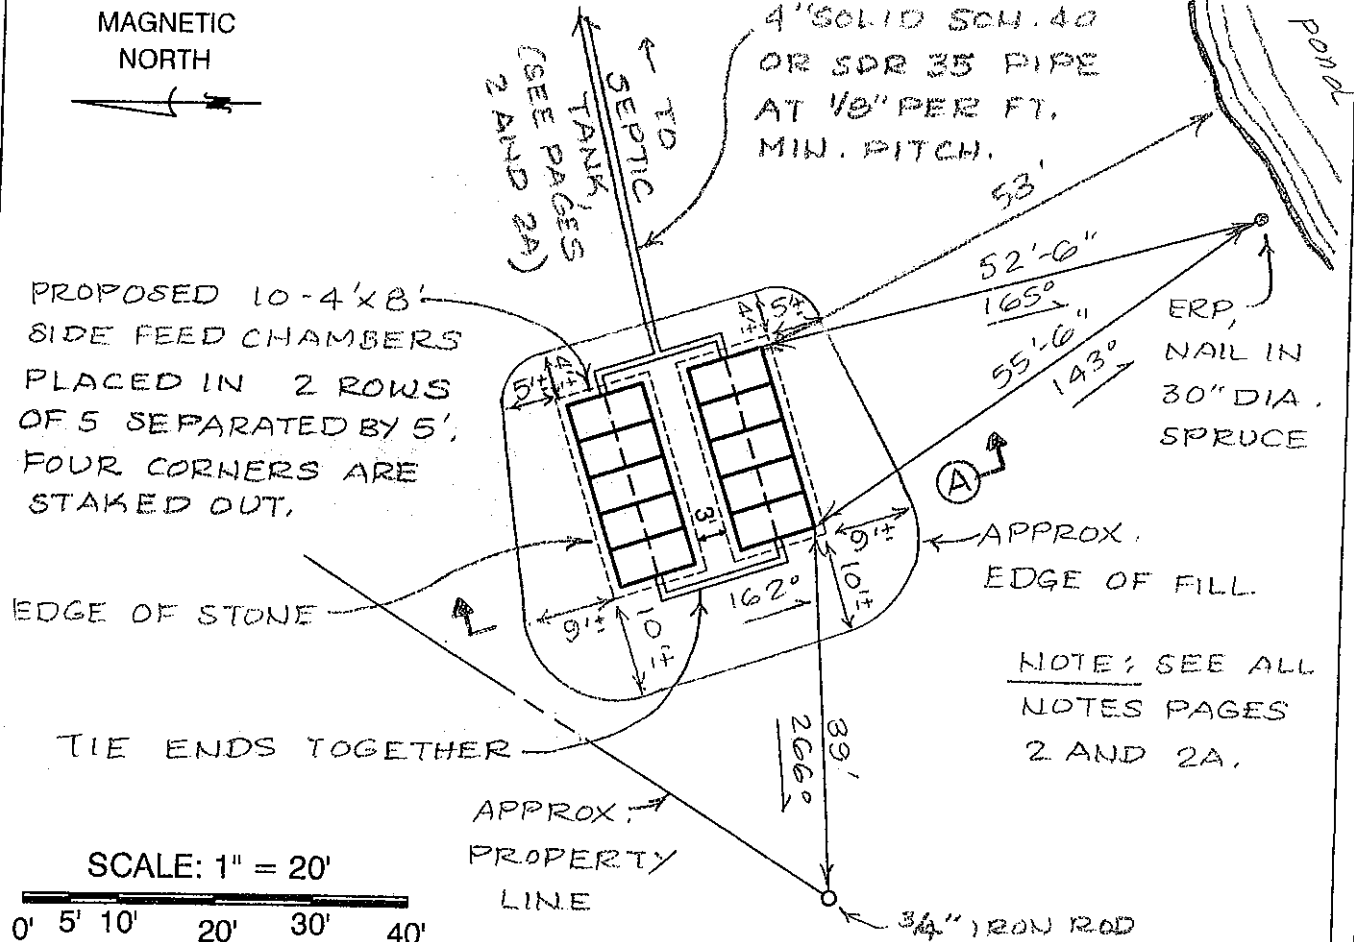 MAGNETIC
NORTH
4" SOLID SCH. 40
OR SDR 35 PIPE
AT 1/8" PER FT.
MIN. PITCH.
pond
TO
SEPTIC
TANK,
(SEE PAGES
2 AND 2A)
53'
52'-6"
165°
55'-6"
143°
ERP,
NAIL IN
30" DIA.
SPRUCE
PROPOSED 10-4'x8'
SIDE FEED CHAMBERS
PLACED IN 2 ROWS
OF 5 SEPARATED BY 5'.
FOUR CORNERS ARE
STAKED OUT.
5'±
4'±
4'±
5'±
A
3'
9'±
10'±
APPROX.
EDGE OF FILL.
EDGE OF STONE
9'±
10'±
162°
NOTE: SEE ALL
NOTES PAGES
2 AND 2A.
TIE ENDS TOGETHER
39'
266°
APPROX.
PROPERTY
LINE
SCALE: 1" = 20'
0' 5' 10' 20' 30' 40'
3/4" IRON ROD